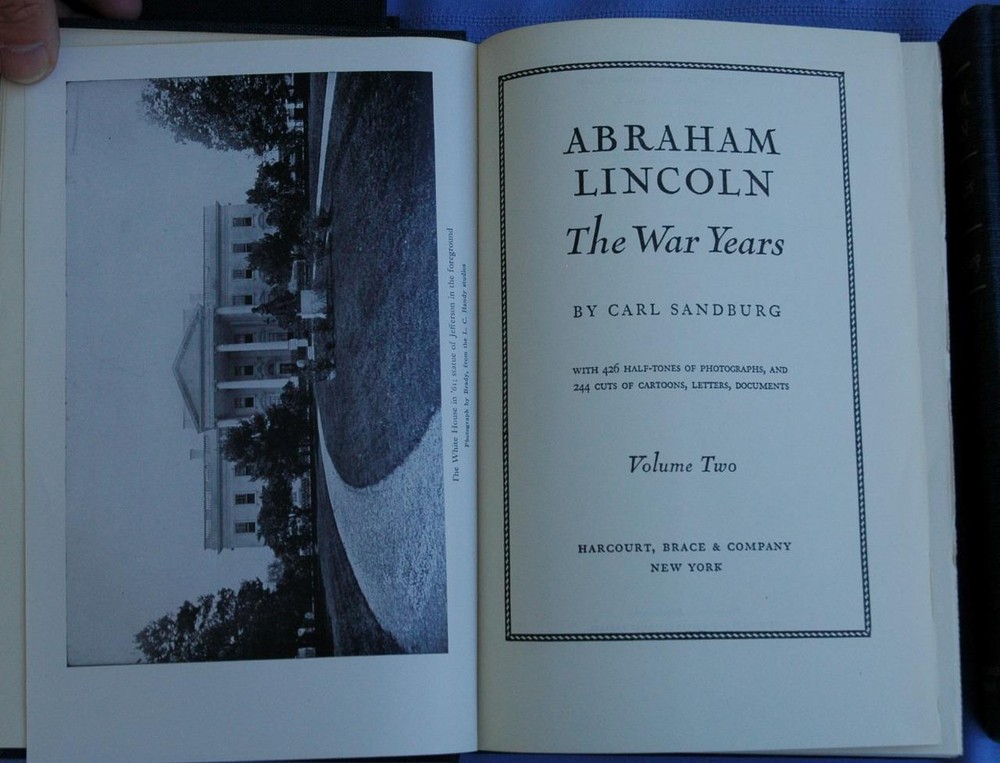 The White House in '61; statue of Jefferson in the foreground
Photograph by Brady, from the L. C. Handy studios
ABRAHAM
LINCOLN
The War Years
BY CARL SANDBURG
WITH 426 HALF-TONES OF PHOTOGRAPHS, AND
244 CUTS OF CARTOONS, LETTERS, DOCUMENTS
Volume Two
HARCOURT, BRACE & COMPANY
NEW YORK